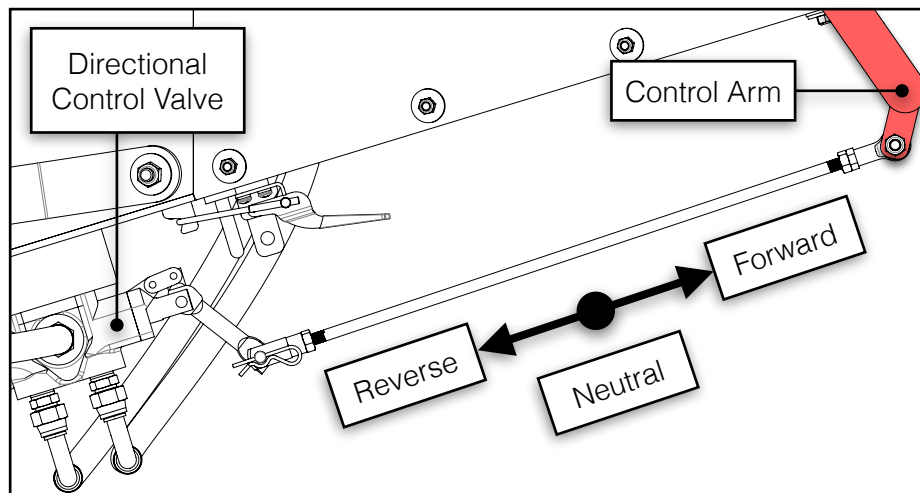 Directional
Control Valve
Control Arm
Forward
Reverse
Neutral